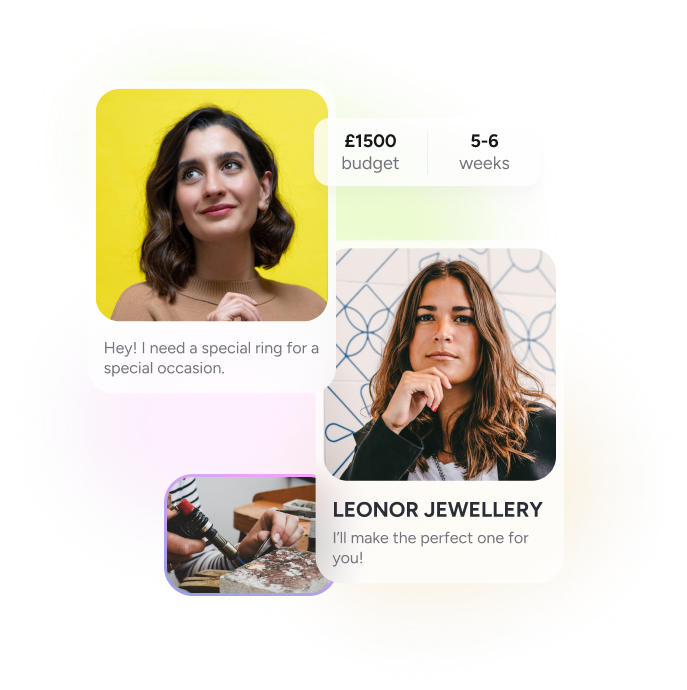 £1500
budget
5-6
weeks
Hey! I need a special ring for a
special occasion.
LEONOR JEWELLERY
I’ll make the perfect one for
you!